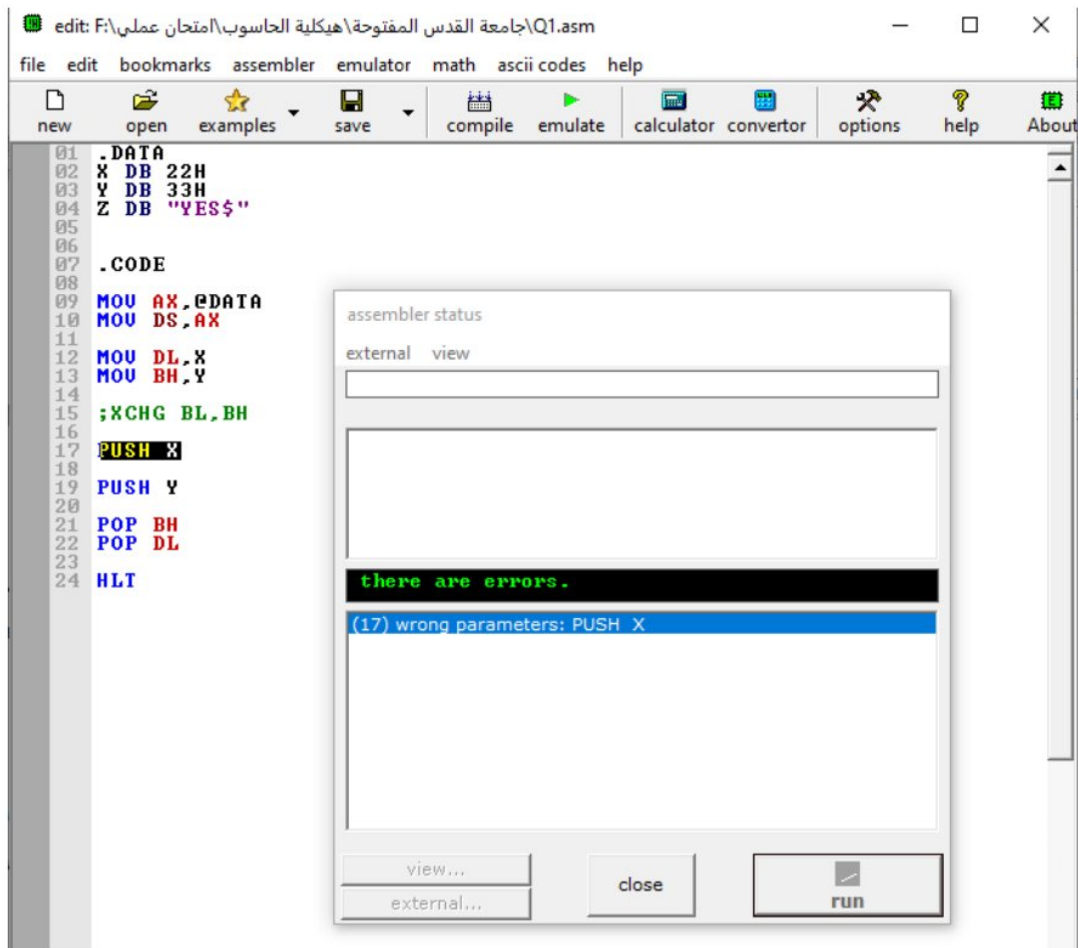 edit: F:\جامعة القدس المفتوحة\هيكلية الحاسوب\امتحان عملي\Q1.asm
file edit bookmarks assembler emulator math ascii codes help
new open examples save compile emulate calculator convertor options help About
01 .DATA
02 X DB 22H
03 Y DB 33H
04 Z DB "YES$"
05
06
07 .CODE
08
09 MOV AX,@DATA
10 MOV DS,AX
11
12 MOV DL,X
13 MOV BH,Y
14
15 ;XCHG BL,BH
16
17 PUSH X
18
19 PUSH Y
20
21 POP BH
22 POP DL
23
24 HLT
assembler status
external view
there are errors.
(17) wrong parameters: PUSH X
view...
external...
close
run